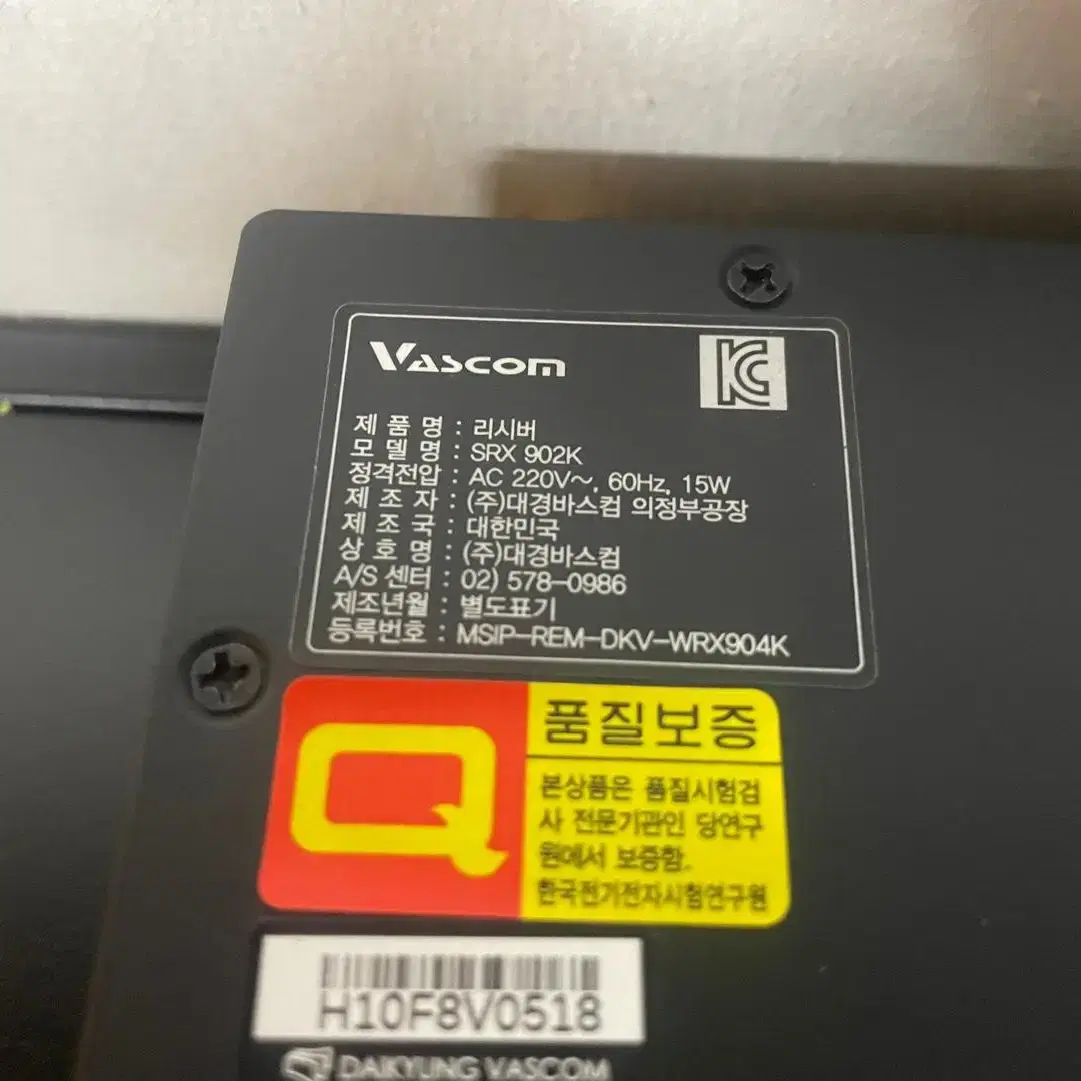 VASCOM
KC
제 품 명 : 리시버
모 델 명 : SRX 902K
정격전압 : AC 220V~, 60Hz, 15W
제 조 자 : (주)대경바스컴 의정부공장
제 조 국 : 대한민국
상 호 명 : (주)대경바스컴
A/S 센터 : 02) 578-0986
제조년월 : 별도표기
등록번호 : MSIP-REM-DKV-WRX904K
Q
품질보증
본상품은 품질시험검
사 전문기관인 당연구
원에서 보증함.
한국전기전자시험연구원
H10F8V0518
DAIKYUNG VASCOM